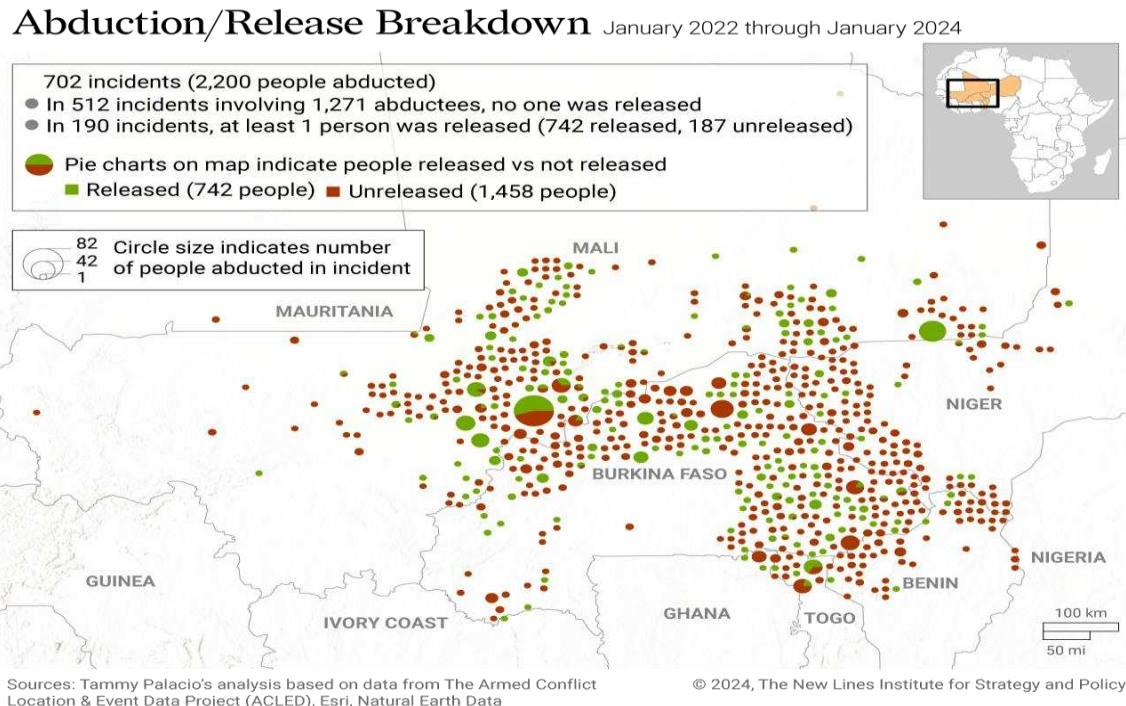 Abduction/Release Breakdown January 2022 through January 2024
702 incidents (2,200 people abducted)
In 512 incidents involving 1,271 abductees, no one was released
In 190 incidents, at least 1 person was released (742 released, 187 unreleased)
Pie charts on map indicate people released vs not released
Released (742 people) Unreleased (1,458 people)
82
42
1
Circle size indicates number
of people abducted in incident
MALI
MAURITANIA
NIGER
BURKINA FASO
NIGERIA
GUINEA
BENIN
IVORY COAST
GHANA
TOGO
100 km
50 mi
Sources: Tammy Palacio's analysis based on data from The Armed Conflict
Location & Event Data Project (ACLED), Esri, Natural Earth Data
© 2024, The New Lines Institute for Strategy and Policy